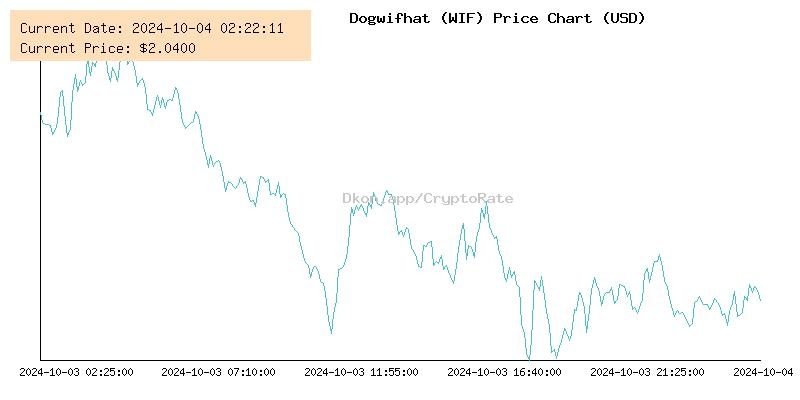 Dogwifhat (WIF) Price Chart (USD)
Current Date: 2024-10-04 02:22:11
Current Price: $2.0400
Dkon.app/CryptoRate
2024-10-03 02:25:00 2024-10-03 07:10:00 2024-10-03 11:55:00 2024-10-03 16:40:00 2024-10-03 21:25:00 2024-10-04